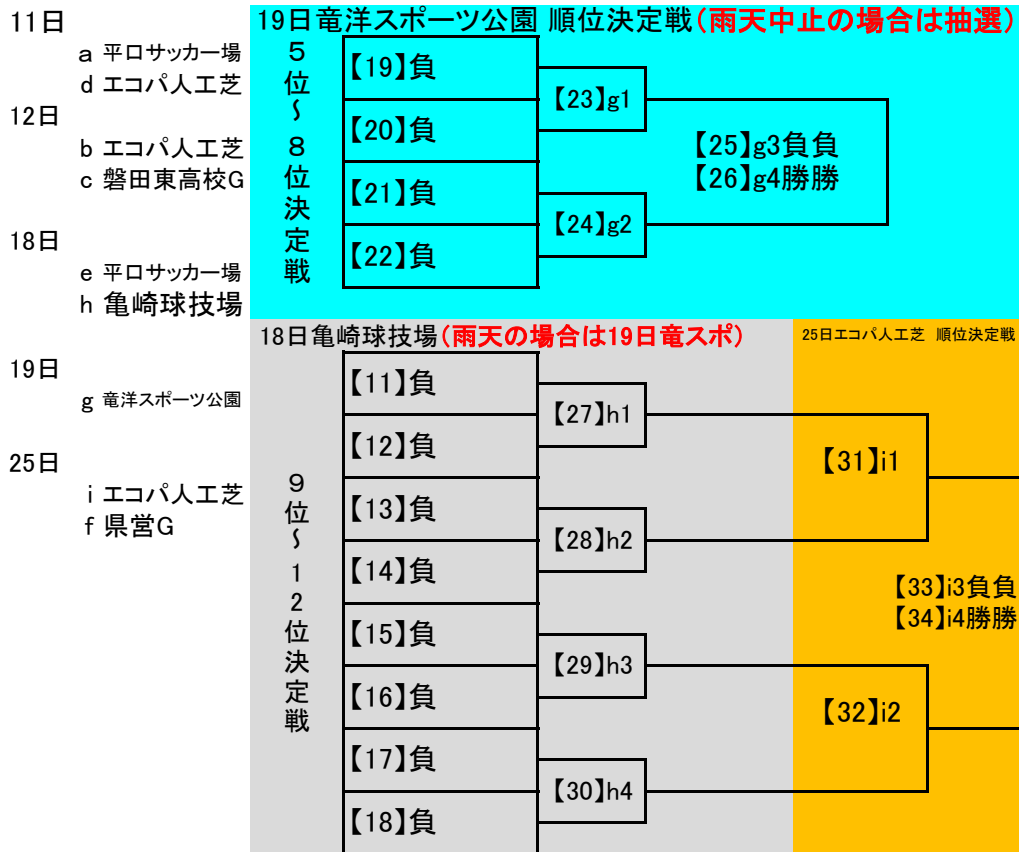 11日
a 平口サッカー場
d エコパ人工芝
12日
b エコパ人工芝
c 磐田東高校G
18日
e 平口サッカー場
h 亀崎球技場
19日
g 竜洋スポーツ公園
25日
i エコパ人工芝
f 県営G
19日竜洋スポーツ公園 順位決定戦(雨天中止の場合は抽選)
5位~8位決定戦
【19】負
【20】負
【21】負
【22】負
【23】g1
【24】g2
【25】g3負負
【26】g4勝勝
18日亀崎球技場(雨天の場合は19日竜スポ)
25日エコパ人工芝 順位決定戦
9位~12位決定戦
【11】負
【12】負
【13】負
【14】負
【15】負
【16】負
【17】負
【18】負
【27】h1
【28】h2
【29】h3
【30】h4
【31】i1
【32】i2
【33】i3負負
【34】i4勝勝